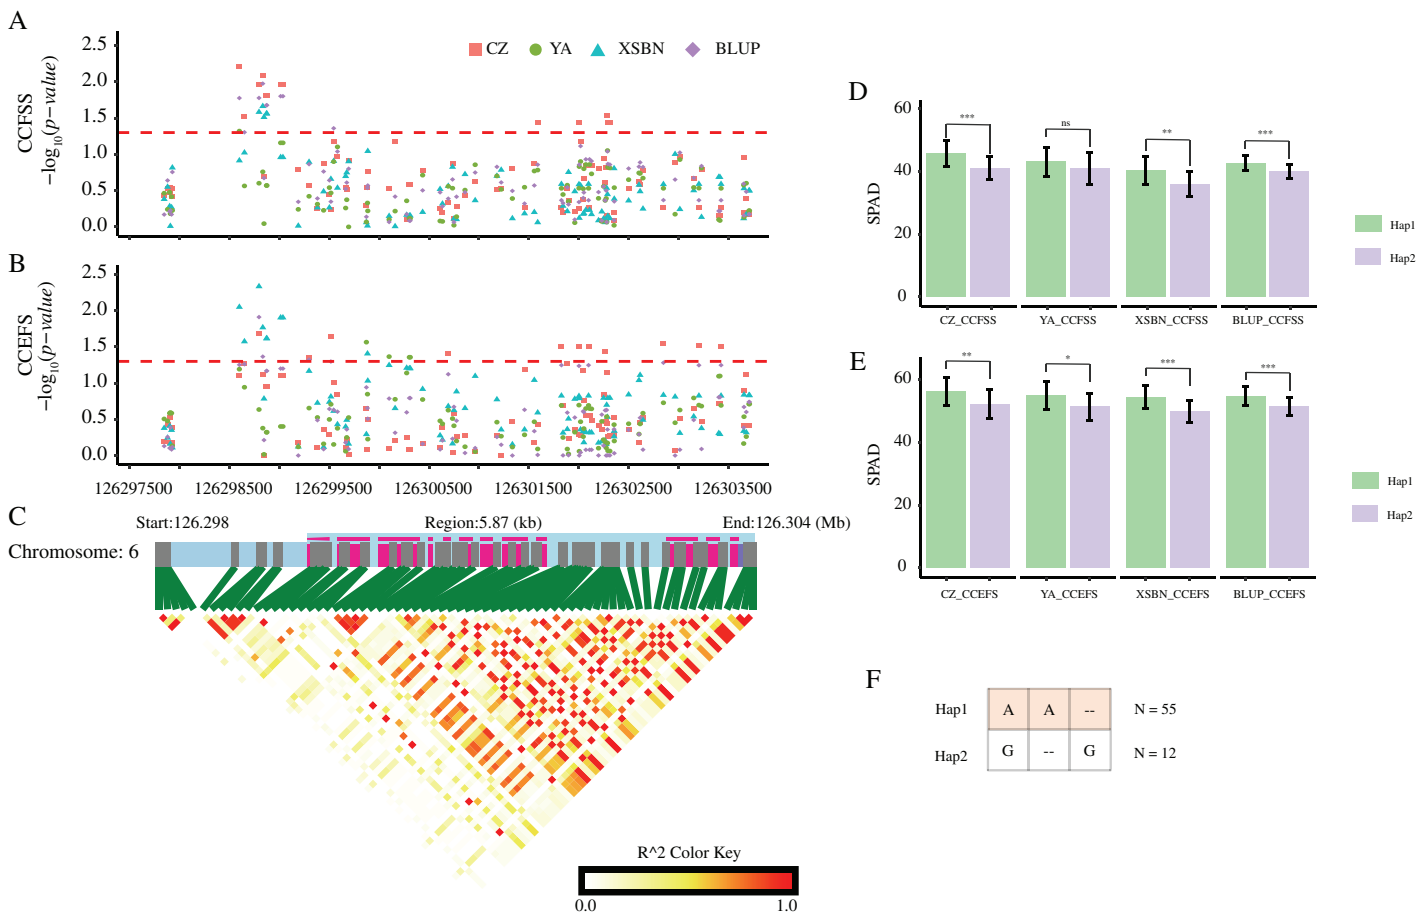 A
CCFSS
−log10(p−value)
2.5
2.0
1.5
1.0
0.5
0.0
CZ YA XSBN BLUP
B
CCEFS
−log10(p−value)
2.5
2.0
1.5
1.0
0.5
0.0
126297500 126298500 126299500 126300500 126301500 126302500 126303500
C
Start:126.298 Region:5.87 (kb) End:126.304 (Mb)
Chromosome: 6
R^2 Color Key
0.0 1.0
D
SPAD
60
40
20
0
*** ns ** ***
CZ_CCFSS YA_CCFSS XSBN_CCFSS BLUP_CCFSS
Hap1
Hap2
E
SPAD
60
40
20
0
** * *** ***
CZ_CCEFS YA_CCEFS XSBN_CCEFS BLUP_CCEFS
Hap1
Hap2
F
Hap1 A A -- N = 55
Hap2 G -- G N = 12